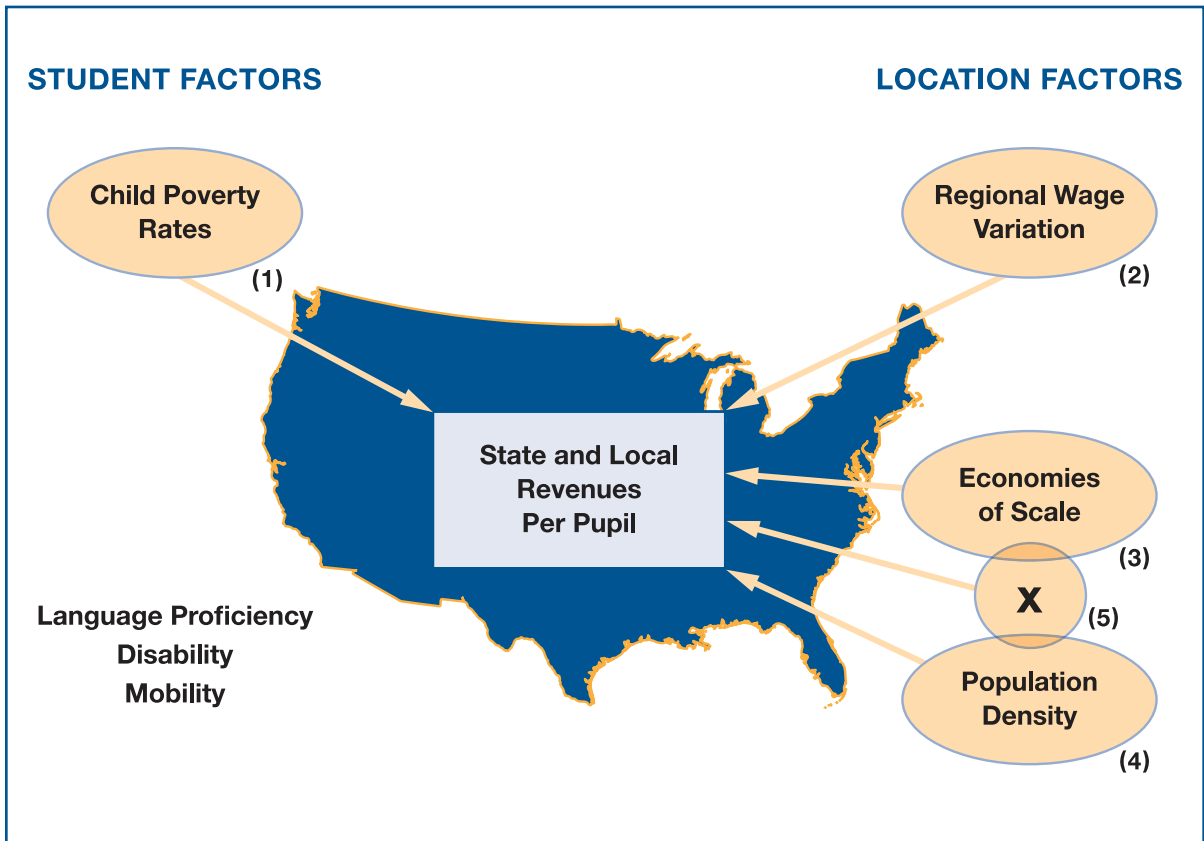 STUDENT FACTORS
LOCATION FACTORS
Child Poverty
Rates
(1)
Regional Wage
Variation
(2)
State and Local
Revenues
Per Pupil
Economies
of Scale
(3)
X
(5)
Population
Density
(4)
Language Proficiency
Disability
Mobility